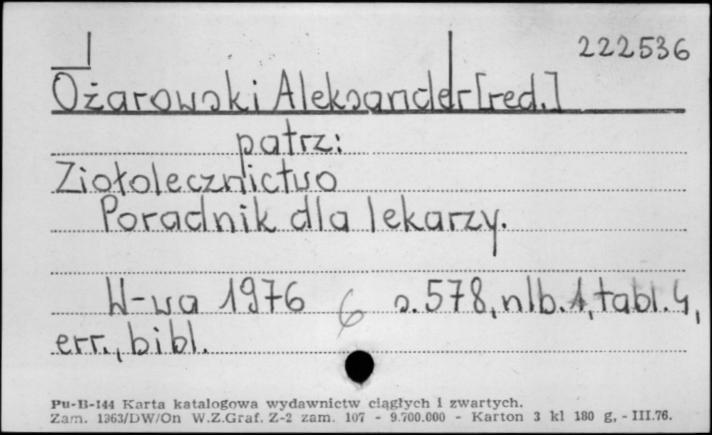 222536
Ożarowski Aleksander [red.]
patrz:
Ziołolecznictwo
Poradnik dla lekarzy.
W-wa 1976 6 s. 578, nlb. 1, tabl. 4,
err., bibl.
Pu-B-144 Karta katalogowa wydawnictw ciągłych i zwartych.
Zam. 1363/DW/On W.Z.Graf. Z-2 zam. 107 - 9.700.000 - Karton 3 kl 180 g, - III.76.